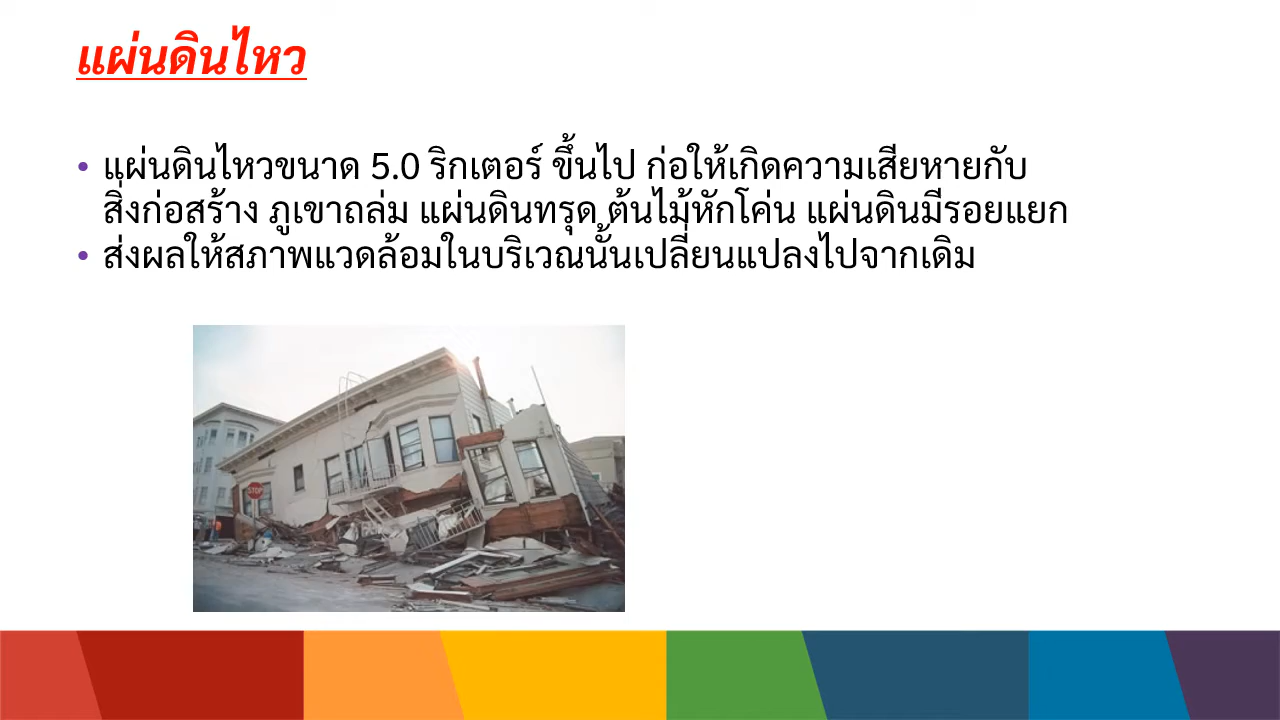 แผ่นดินไหว
• แผ่นดินไหวขนาด 5.0 ริกเตอร์ ขึ้นไป ก่อให้เกิดความเสียหายกับ
สิ่งก่อสร้าง ภูเขาถล่ม แผ่นดินทรุด ต้นไม้หักโค่น แผ่นดินมีรอยแยก
• ส่งผลให้สภาพแวดล้อมในบริเวณนั้นเปลี่ยนแปลงไปจากเดิม
STOP